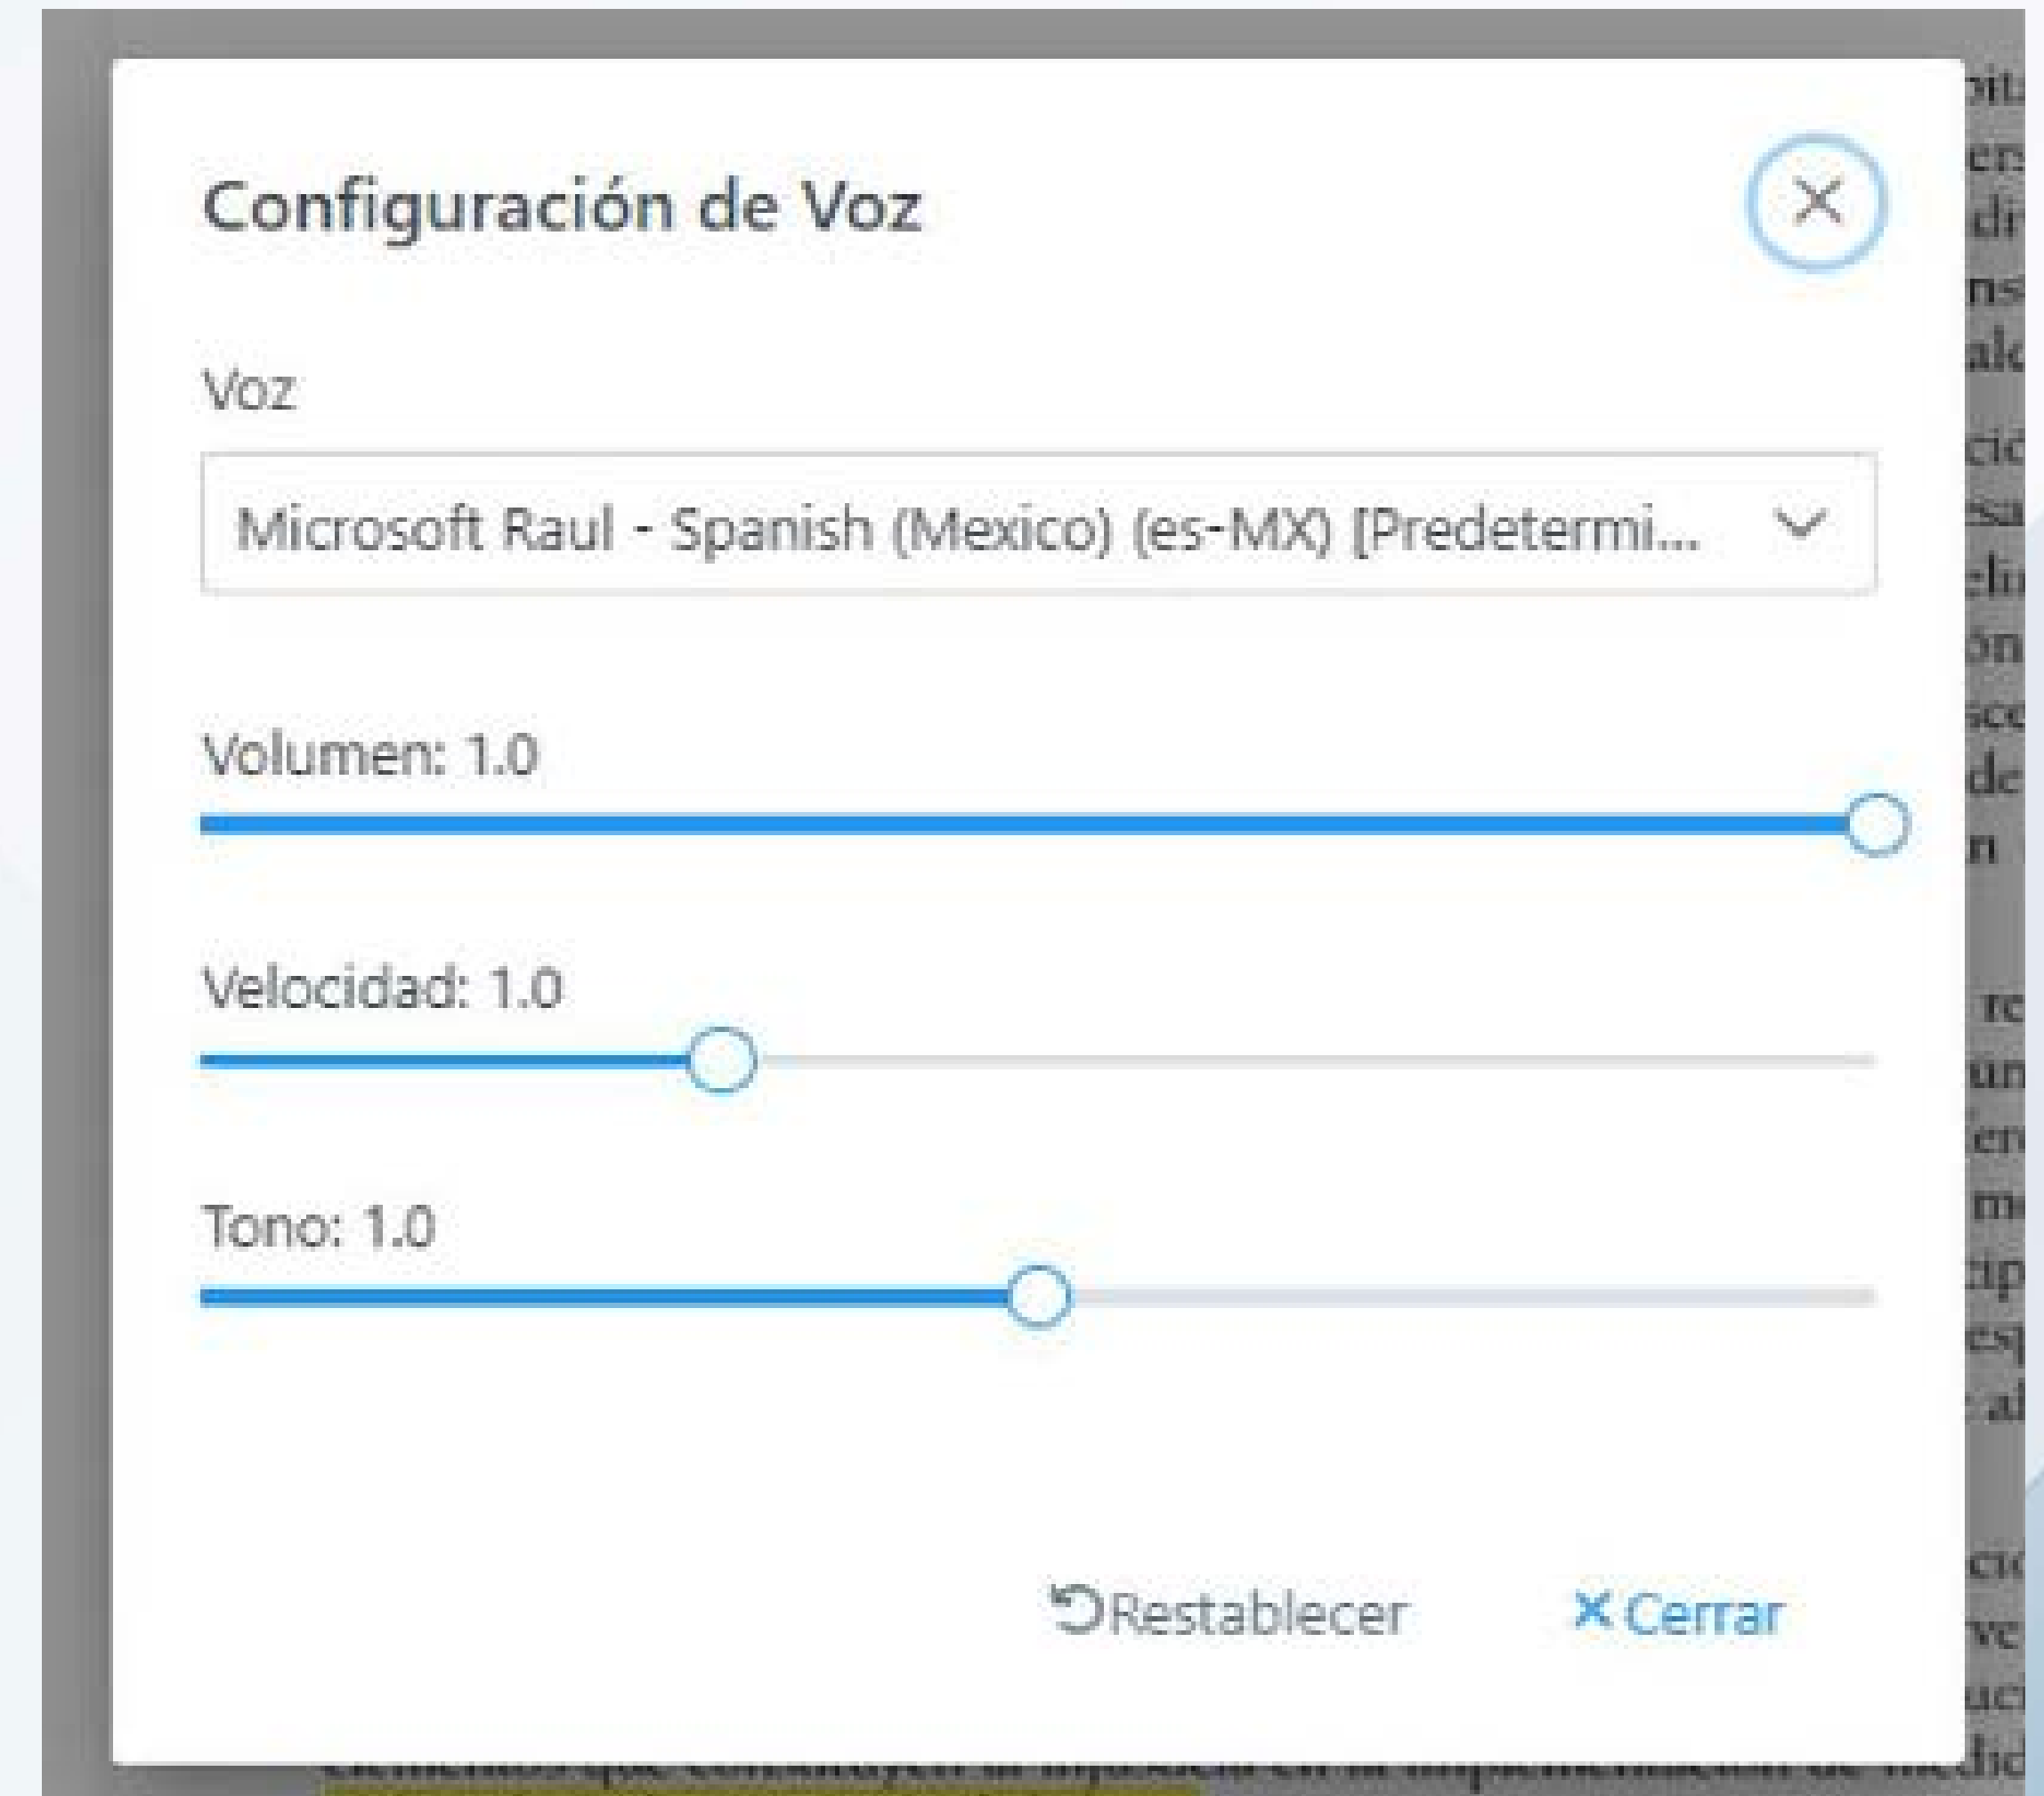 Configuración de Voz
Voz
Microsoft Raul - Spanish (Mexico) (es-MX) [Predetermi...
Volumen: 1.0
Velocidad: 1.0
Tono: 1.0
Restablecer
Cerrar